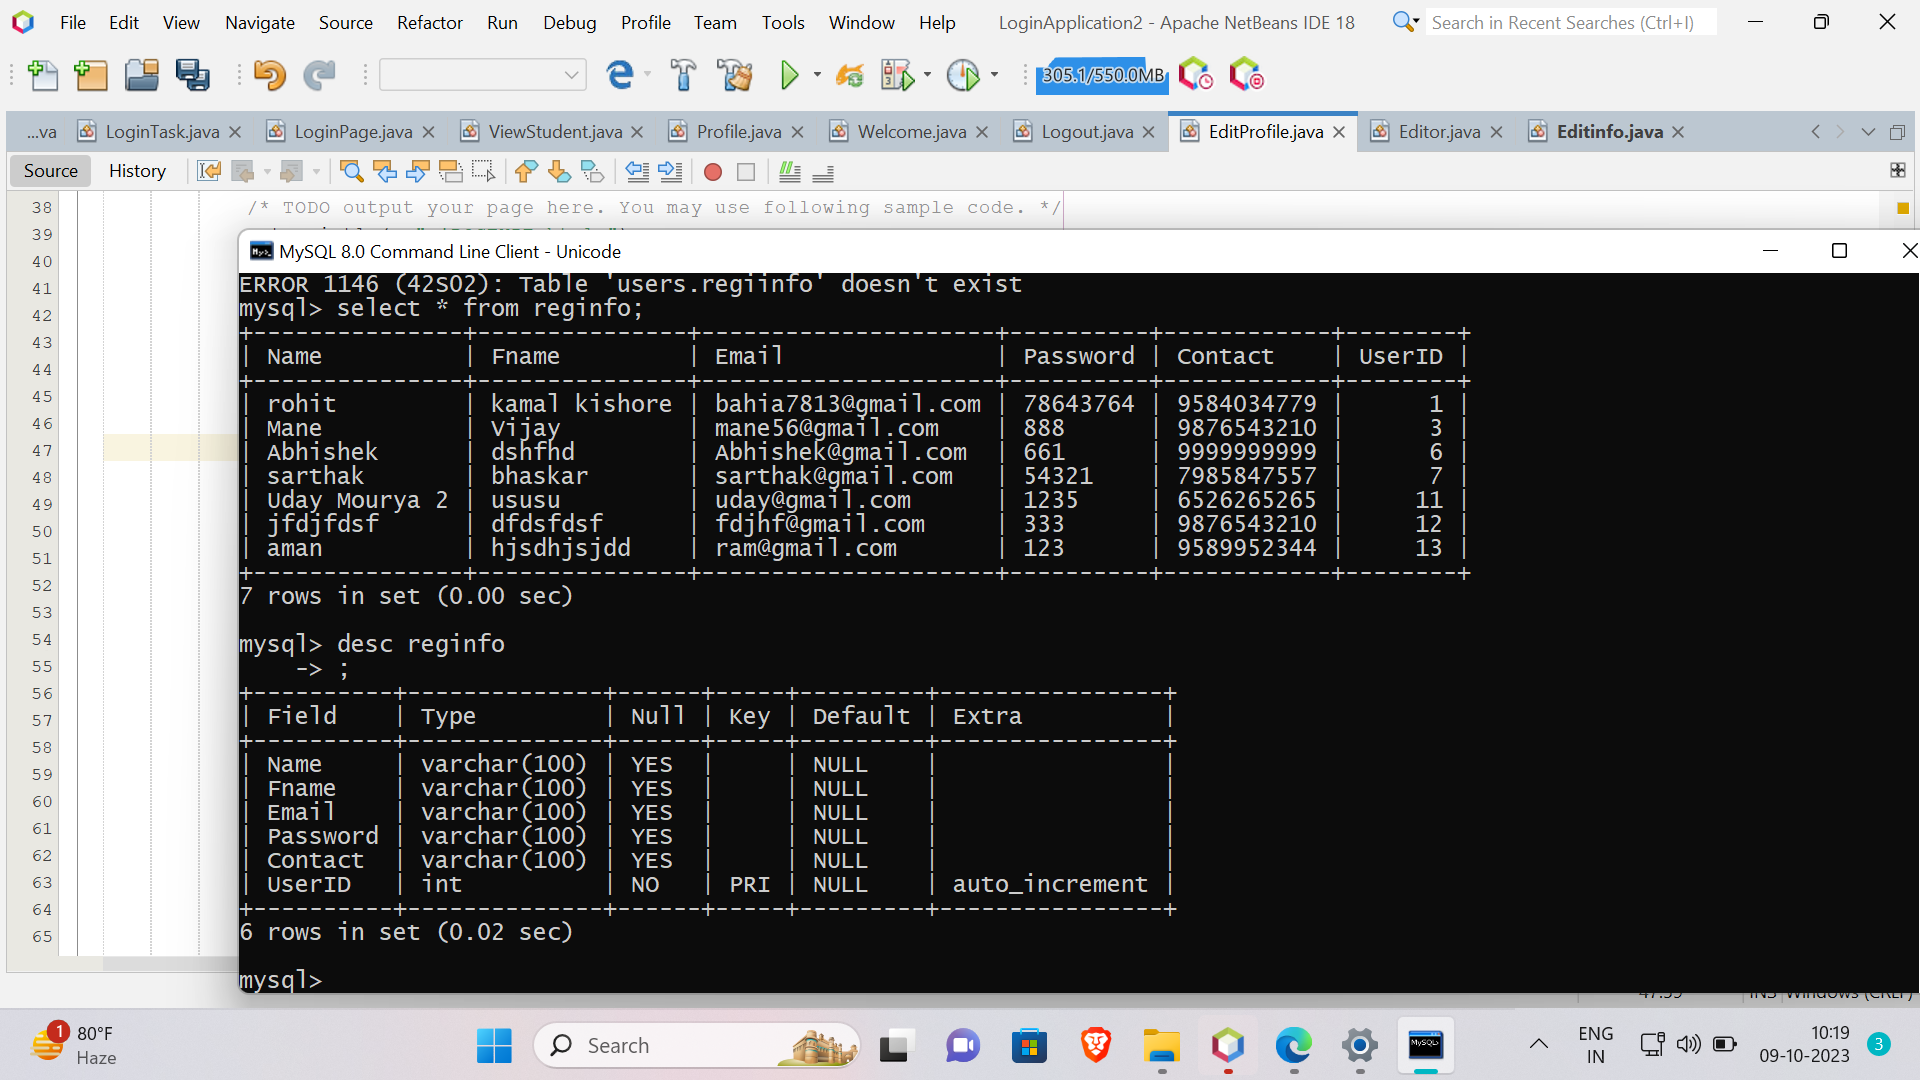 File Edit View Navigate Source Refactor Run Debug Profile Team Tools Window Help LoginApplication2 - Apache NetBeans IDE 18 Search in Recent Searches (Ctrl+I)
305.1/550.0MB
...va LoginTask.java LoginPage.java ViewStudent.java Profile.java Welcome.java Logout.java EditProfile.java Editor.java Editinfo.java
Source History
38 /* TODO output your page here. You may use following sample code. */
39
40
41
42
43
44
45
46
47
48
49
50
51
52
53
54
55
56
57
58
59
60
61
62
63
64
65
MySQL 8.0 Command Line Client - Unicode
ERROR 1146 (42S02): Table 'users.regiinfo' doesn't exist
mysql> select * from reginfo;
| Name | Fname | Email | Password | Contact | UserID |
| rohit | kamal kishore | bahia7813@gmail.com | 78643764 | 9584034779 | 1 |
| Mane | Vijay | mane56@gmail.com | 888 | 9876543210 | 3 |
| Abhishek | dshfhd | Abhishek@gmail.com | 661 | 9999999999 | 6 |
| sarthak | bhaskar | sarthak@gmail.com | 54321 | 7985847557 | 7 |
| Uday Mourya 2 | ususu | uday@gmail.com | 1235 | 6526265265 | 11 |
| jfdjfdsf | dfdsfdsf | fdjhf@gmail.com | 333 | 9876543210 | 12 |
| aman | hjsdhjsjdd | ram@gmail.com | 123 | 9589952344 | 13 |
7 rows in set (0.00 sec)
mysql> desc reginfo
-> ;
| Field | Type | Null | Key | Default | Extra |
| Name | varchar(100) | YES | | NULL | |
| Fname | varchar(100) | YES | | NULL | |
| Email | varchar(100) | YES | | NULL | |
| Password | varchar(100) | YES | | NULL | |
| Contact | varchar(100) | YES | | NULL | |
| UserID | int | NO | PRI | NULL | auto_increment |
6 rows in set (0.02 sec)
mysql>
1 80°F
Haze
Search
MySQL>
ENG
IN
10:19
09-10-2023
3